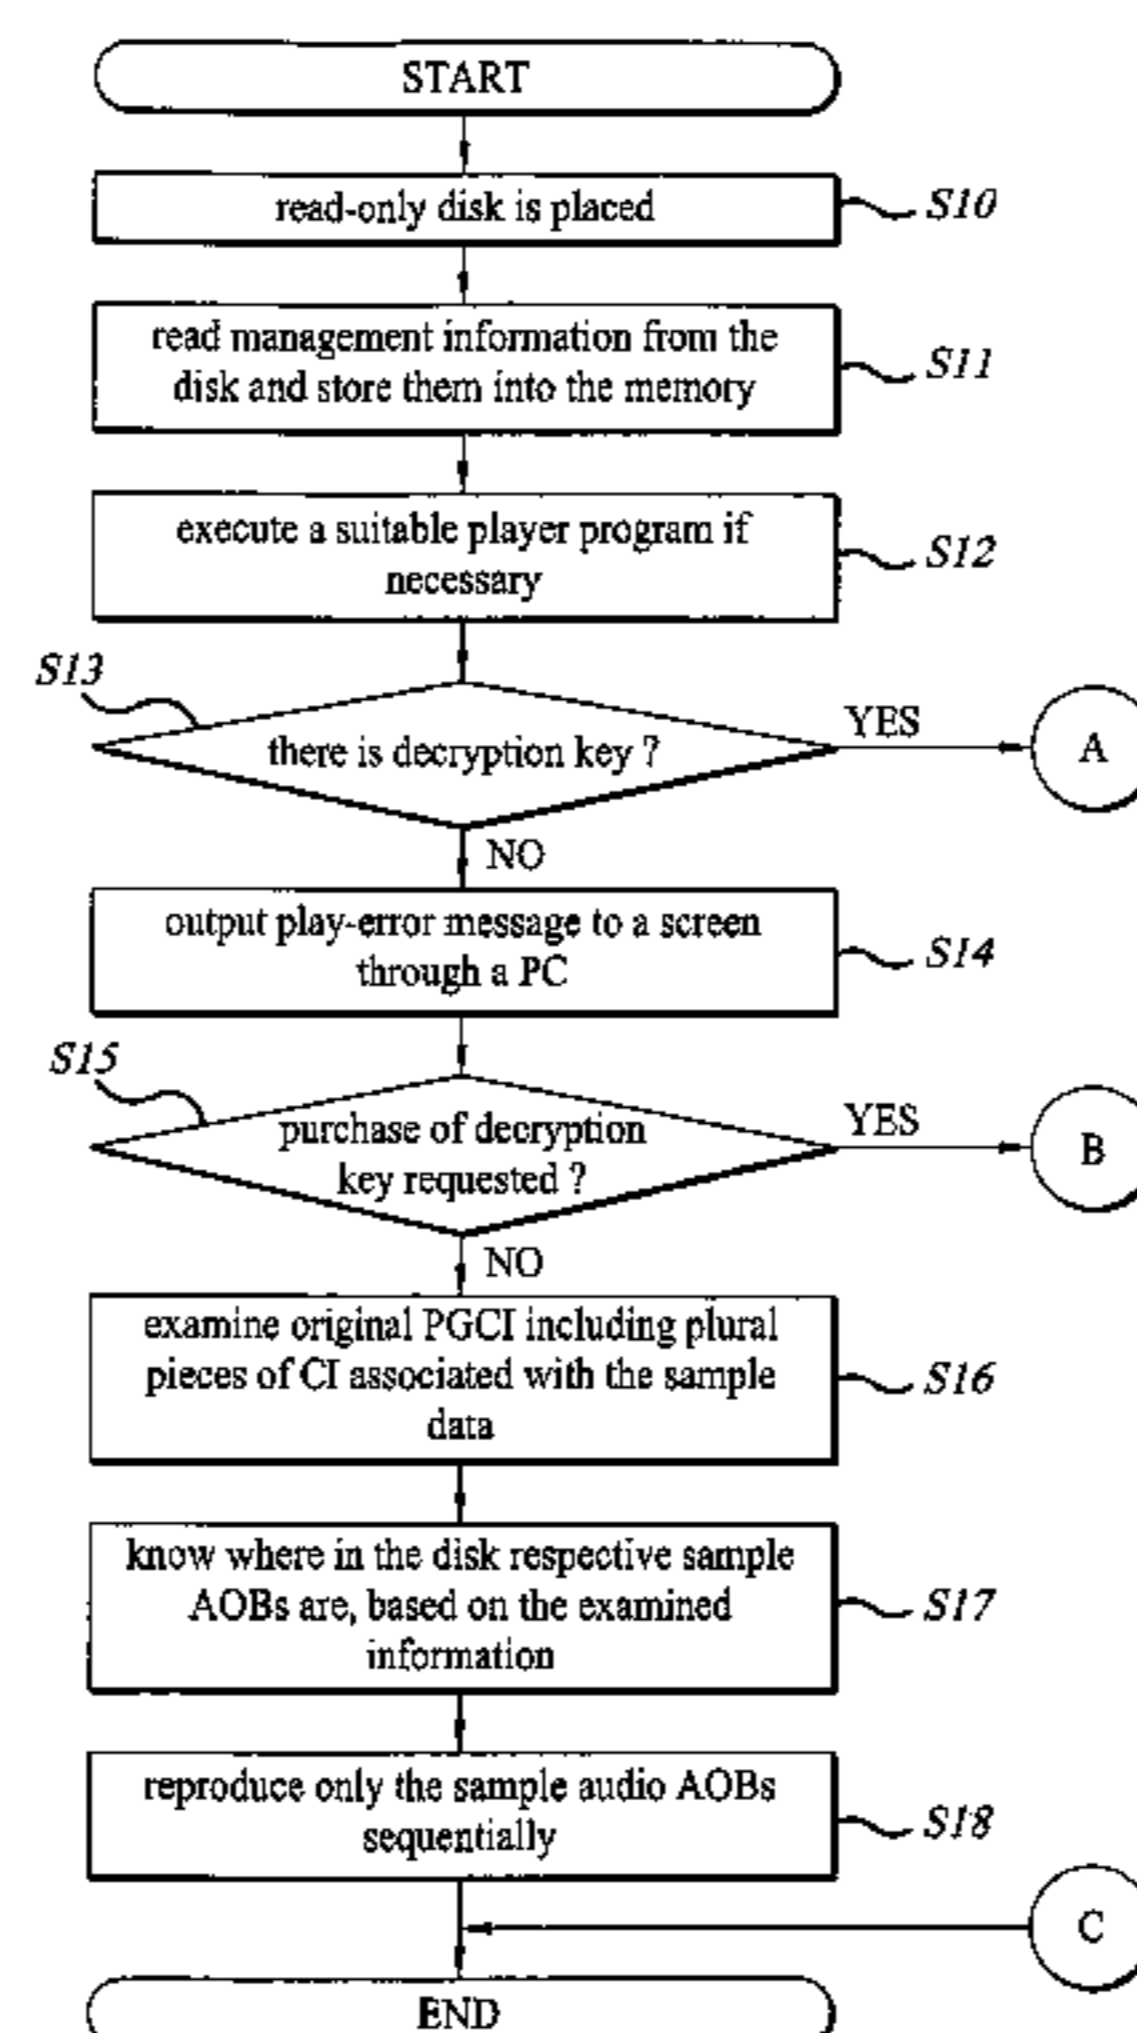 START
read-only disk is placed
S10
read management information from the
disk and store them into the memory
S11
execute a suitable player program if
necessary
S12
S13
there is decryption key ?
YES
A
NO
output play-error message to a screen
through a PC
S14
S15
purchase of decryption
key requested ?
YES
B
NO
examine original PGCI including plural
pieces of CI associated with the sample
data
S16
know where in the disk respective sample
AOBs are, based on the examined
information
S17
reproduce only the sample audio AOBs
sequentially
S18
C
END